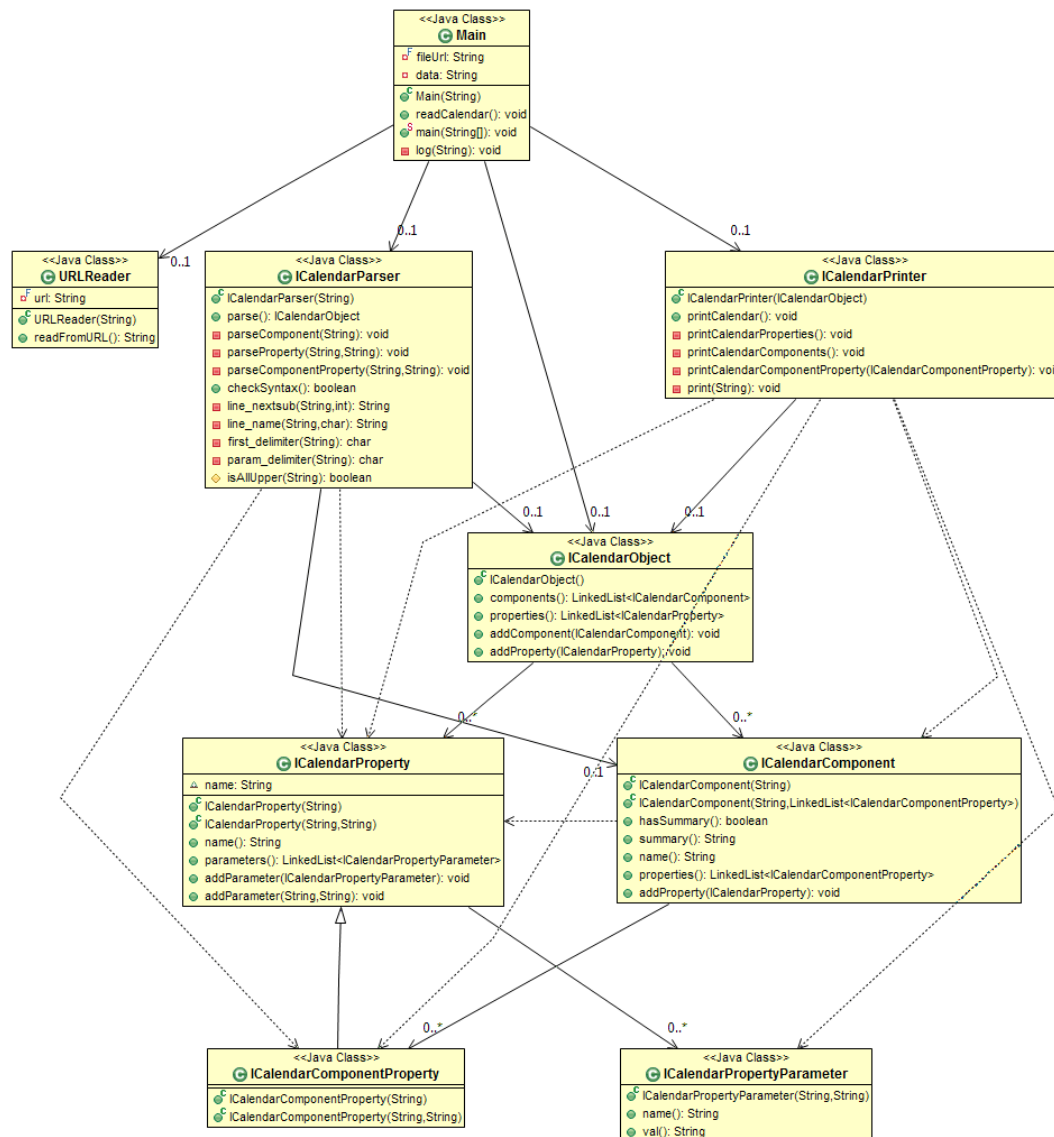 <<Java Class>>
Main
fileUrl: String
data: String
Main(String)
readCalendar(): void
main(String[]): void
log(String): void
0..1
0..1
0..1
<<Java Class>>
URLReader
url: String
URLReader(String)
readFromURL(): String
<<Java Class>>
ICalendarParser
ICalendarParser(String)
parse(): ICalendarObject
parseComponent(String): void
parseProperty(String,String): void
parseComponentProperty(String,String): void
checkSyntax(): boolean
line_nextsub(String,int): String
line_name(String,char): String
first_delimiter(String): char
param_delimiter(String): char
isAllUpper(String): boolean
<<Java Class>>
ICalendarPrinter
ICalendarPrinter(ICalendarObject)
printCalendar(): void
printCalendarProperties(): void
printCalendarComponents(): void
printCalendarComponentProperty(ICalendarComponentProperty): voi
print(String): void
0..1
0..1
0..1
<<Java Class>>
ICalendarObject
ICalendarObject()
components(): LinkedList<ICalendarComponent>
properties(): LinkedList<ICalendarProperty>
addComponent(ICalendarComponent): void
addProperty(ICalendarProperty): void
0..*
0..*
0..1
<<Java Class>>
ICalendarProperty
name: String
ICalendarProperty(String)
ICalendarProperty(String,String)
name(): String
parameters(): LinkedList<ICalendarPropertyParameter>
addParameter(ICalendarPropertyParameter): void
addParameter(String,String): void
<<Java Class>>
ICalendarComponent
ICalendarComponent(String)
ICalendarComponent(String,LinkedList<ICalendarComponentProperty>)
hasSummary(): boolean
summary(): String
name(): String
properties(): LinkedList<ICalendarComponentProperty>
addProperty(ICalendarProperty): void
0..*
0..*
<<Java Class>>
ICalendarComponentProperty
ICalendarComponentProperty(String)
ICalendarComponentProperty(String,String)
<<Java Class>>
ICalendarPropertyParameter
ICalendarPropertyParameter(String,String)
name(): String
val(): String